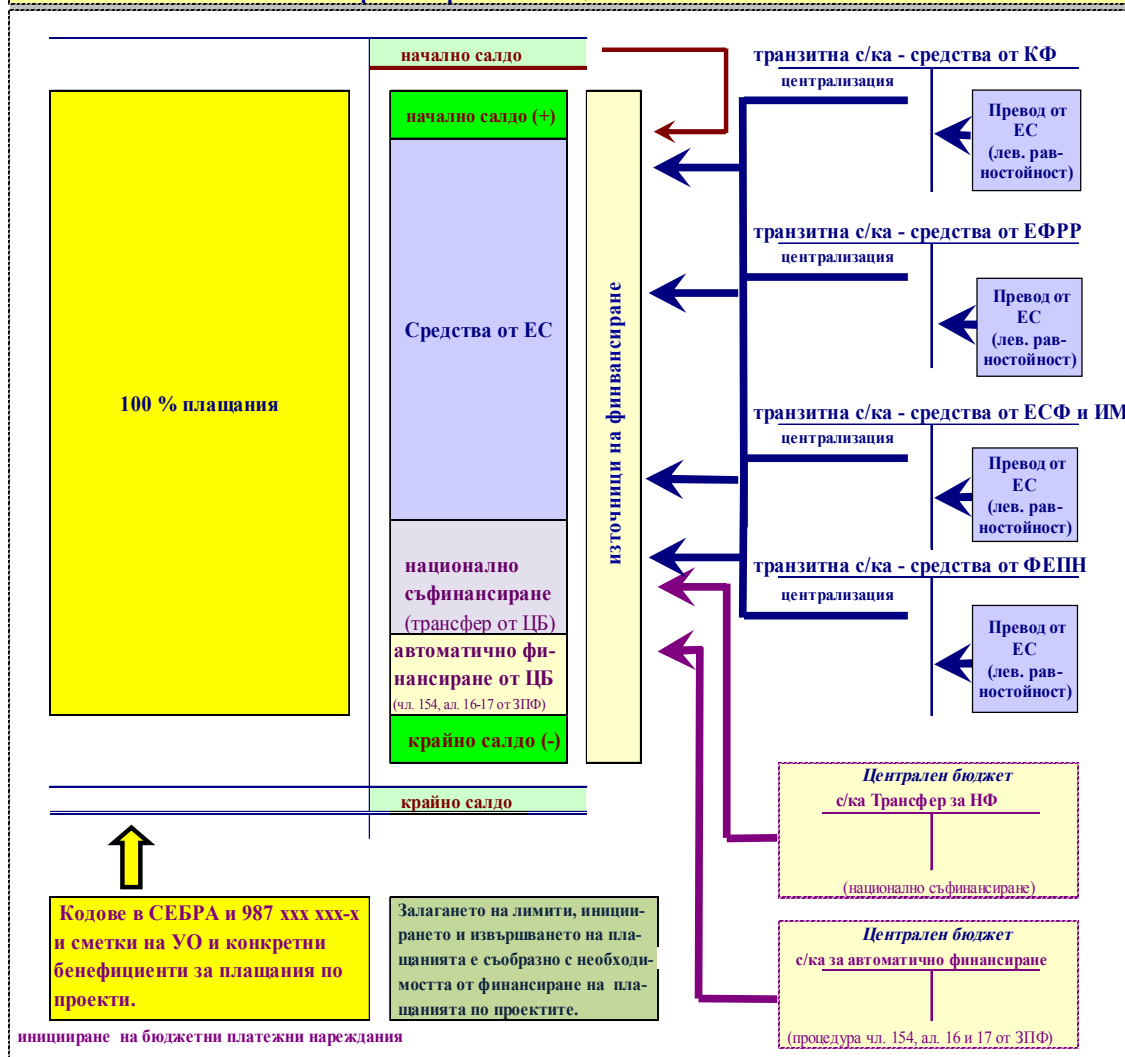 начално салдо
начално салдо (+)
100 % плащания
Средства от ЕС
национално
съфинансиране
(трансфер от ЦБ)
автоматично фи-
нансиране от ЦБ
(чл. 154, ал. 16-17 от ЗПФ)
крайно салдо (-)
крайно салдо
източници на финвансиране
транзитна с/ка - средства от КФ
централизация
Превод от
ЕС
(лев. рав-
ностойност)
транзитна с/ка - средства от ЕФРР
централизация
Превод от
ЕС
(лев. рав-
ностойност)
транзитна с/ка - средства от ЕСФ и ИМ
централизация
Превод от
ЕС
(лев. рав-
ностойност)
транзитна с/ка - средства от ФЕПН
централизация
Превод от
ЕС
(лев. рав-
ностойност)
Централен бюджет
с/ка Трансфер за НФ
(национално съфинансиране)
Централен бюджет
с/ка за автоматично финансиране
(процедура чл. 154, ал. 16 и 17 от ЗПФ)
Кодове в СЕБРА и 987 ххх ххх-х
и сметки на УО и конкретни
бенефициенти за плащания по
проекти.
Залагането на лимити, иниции-
рането и извършването на пла-
щанията е съобразно с необходи-
мостта от финансиране на пла-
щанията по проектите.
иницииране на бюджетни платежни нареждания